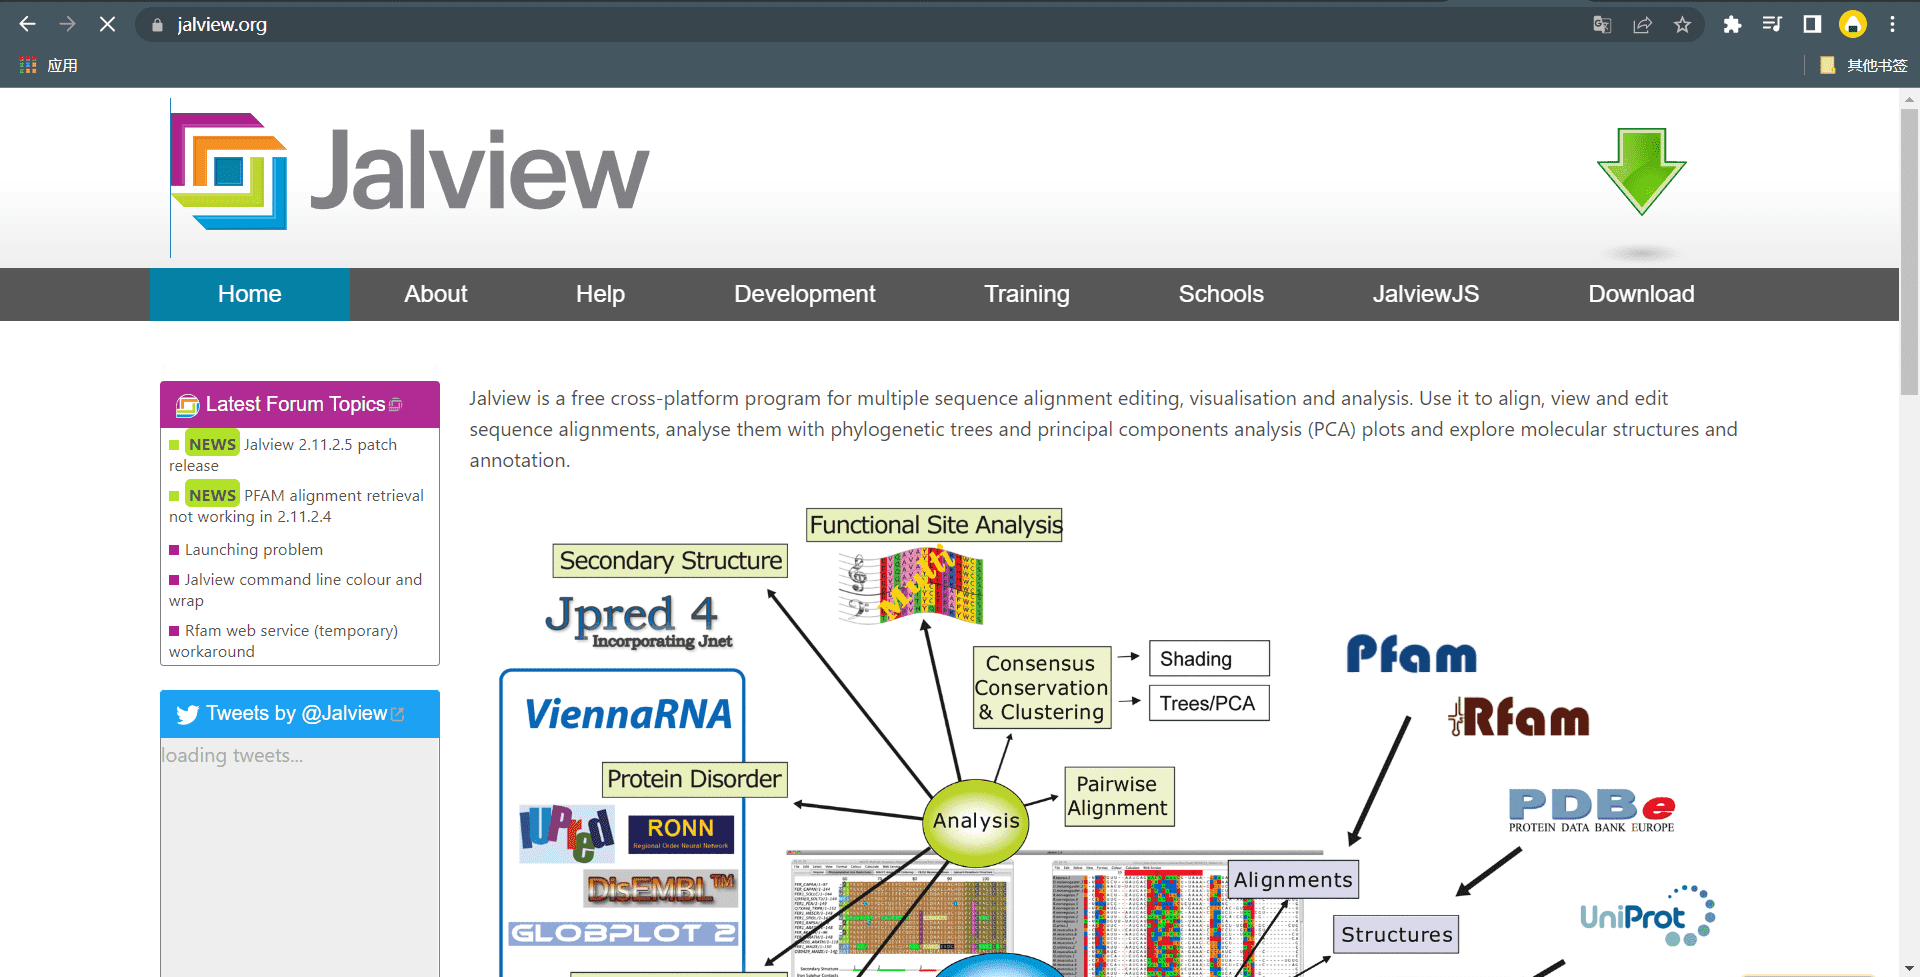 jalview.org
应用
其他书签
Jalview
Home
About
Help
Development
Training
Schools
JalviewJS
Download
Latest Forum Topics
NEWS Jalview 2.11.2.5 patch
release
NEWS PFAM alignment retrieval
not working in 2.11.2.4
Launching problem
Jalview command line colour and
wrap
Rfam web service (temporary)
workaround
Tweets by @Jalview
loading tweets...
Jalview is a free cross-platform program for multiple sequence alignment editing, visualisation and analysis. Use it to align, view and edit
sequence alignments, analyse them with phylogenetic trees and principal components analysis (PCA) plots and explore molecular structures and
annotation.
Functional Site Analysis
Multi
Secondary Structure
Jpred 4
Incorporating Jnet
Consensus
Conservation
& Clustering
Shading
Trees/PCA
Pfam
Rfam
ViennaRNA
Protein Disorder
IUPred
RONN
Regional Order Neural Network
DisEMBL™
GLOBPLOT 2
Analysis
Pairwise
Alignment
PDBe
PROTEIN DATA BANK EUROPE
Alignments
Structures
UniProt